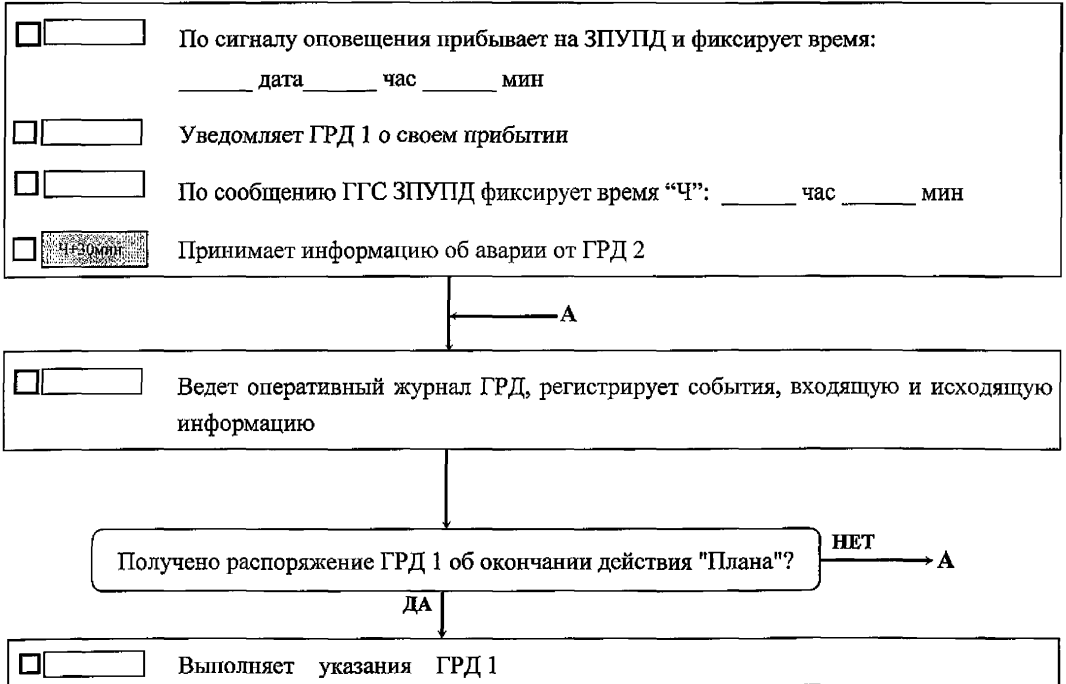 По сигналу оповещения прибывает на ЗПУПД и фиксирует время:
______ дата______ час ______ мин
Уведомляет ГРД 1 о своем прибытии
По сообщению ГГС ЗПУПД фиксирует время “Ч”: ______ час ______ мин
Ч+30мин Принимает информацию об аварии от ГРД 2
А
Ведет оперативный журнал ГРД, регистрирует события, входящую и исходящую
информацию
Получено распоряжение ГРД 1 об окончании действия "Плана"? НЕТ А
ДА
Выполняет указания ГРД 1